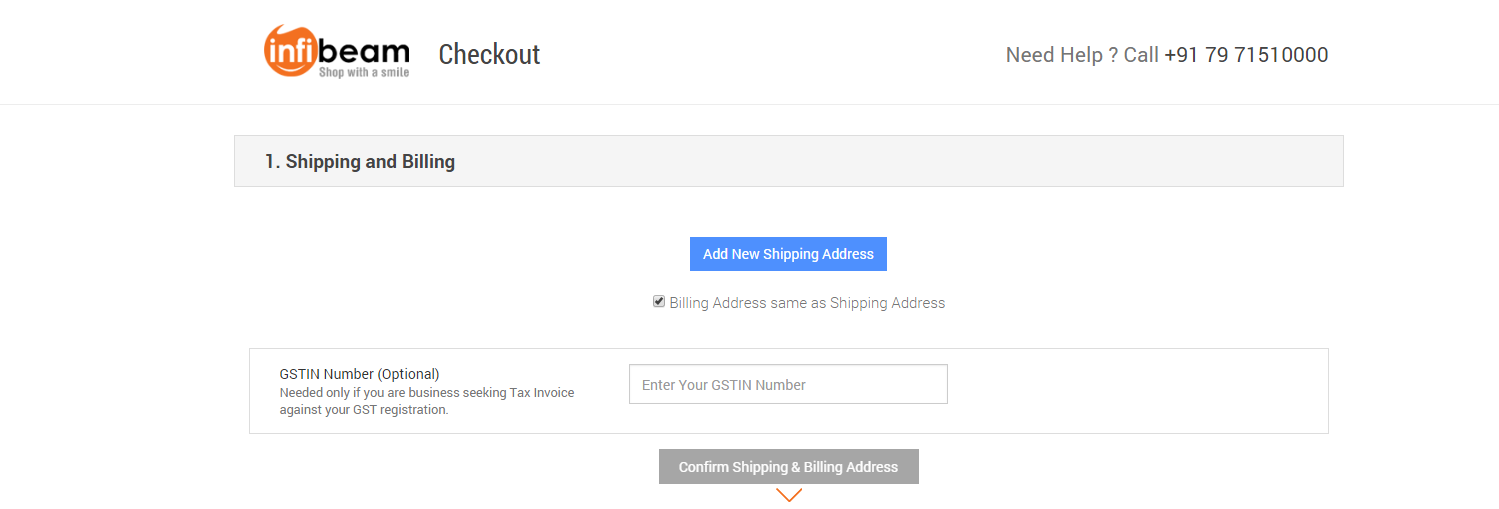 infibeam
Shop with a smile
Checkout
Need Help ? Call +91 79 71510000
1. Shipping and Billing
Add New Shipping Address
Billing Address same as Shipping Address
GSTIN Number (Optional)
Needed only if you are business seeking Tax Invoice
against your GST registration.
Enter Your GSTIN Number
Confirm Shipping & Billing Address